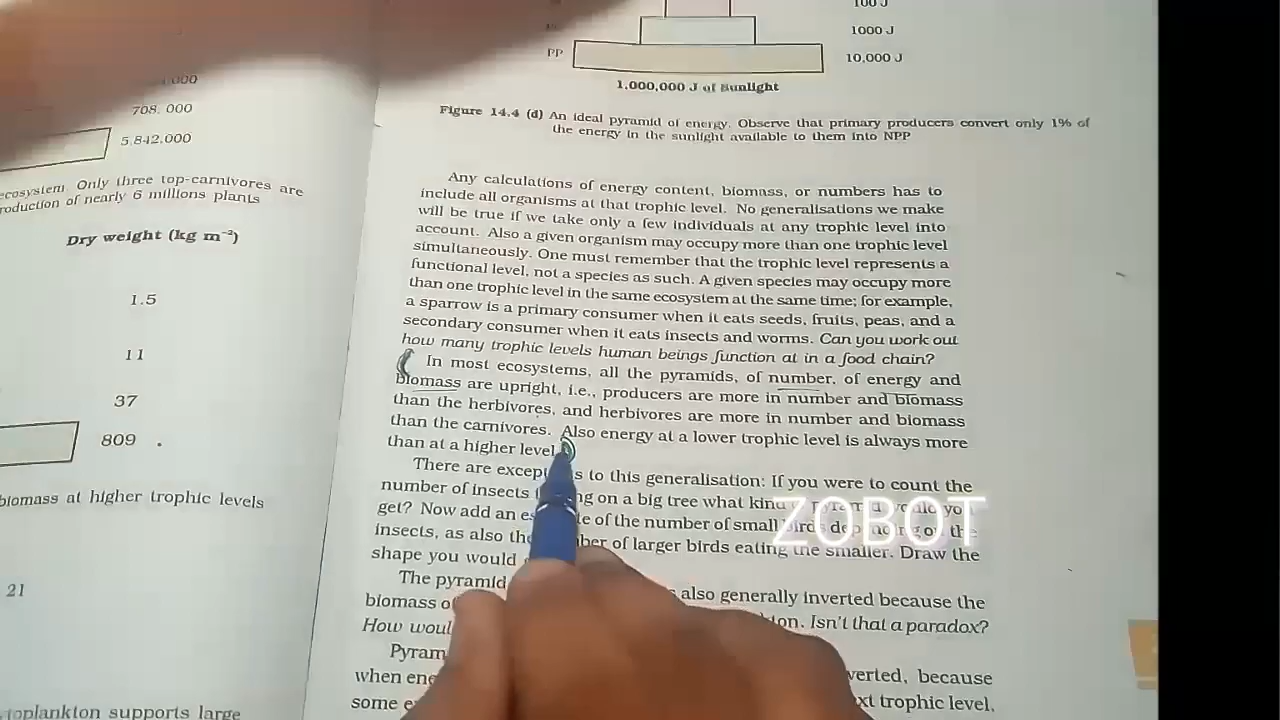 000
708. 000
5.842.000
ecosystem. Only three top-carnivores are
roduction of nearly 6 millions plants
Dry weight (kg m⁻²)
1.5
11
37
809 .
biomass at higher trophic levels
21
toplankton supports large
100 J
1000 J
PP
10,000 J
1,000,000 J of Sunlight
Figure 14.4 (d) An ideal pyramid of energy. Observe that primary producers convert only 1% of
the energy in the sunlight available to them into NPP
Any calculations of energy content, biomass, or numbers has to
include all organisms at that trophic level. No generalisations we make
will be true if we take only a few individuals at any trophic level into
account. Also a given organism may occupy more than one trophic level
simultaneously. One must remember that the trophic level represents a
functional level, not a species as such. A given species may occupy more
than one trophic level in the same ecosystem at the same time; for example,
a sparrow is a primary consumer when it eats seeds, fruits, peas, and a
secondary consumer when it eats insects and worms. Can you work out
how many trophic levels human beings function at in a food chain?
In most ecosystems, all the pyramids, of number, of energy and
biomass are upright, i.e., producers are more in number and biomass
than the herbivores, and herbivores are more in number and biomass
than the carnivores. Also energy at a lower trophic level is always more
than at a higher level
There are except s to this generalisation: If you were to count the
number of insects ng on a big tree what kind would you
get? Now add an es te of the number of small birds depending on the
insects, as also the ber of larger birds eating the smaller. Draw the
shape you would
The pyramid s also generally inverted because the
biomass o ton. Isn't that a paradox?
How woul
Pyram verted, because
when ene xt trophic level,
some e
ZOBOT